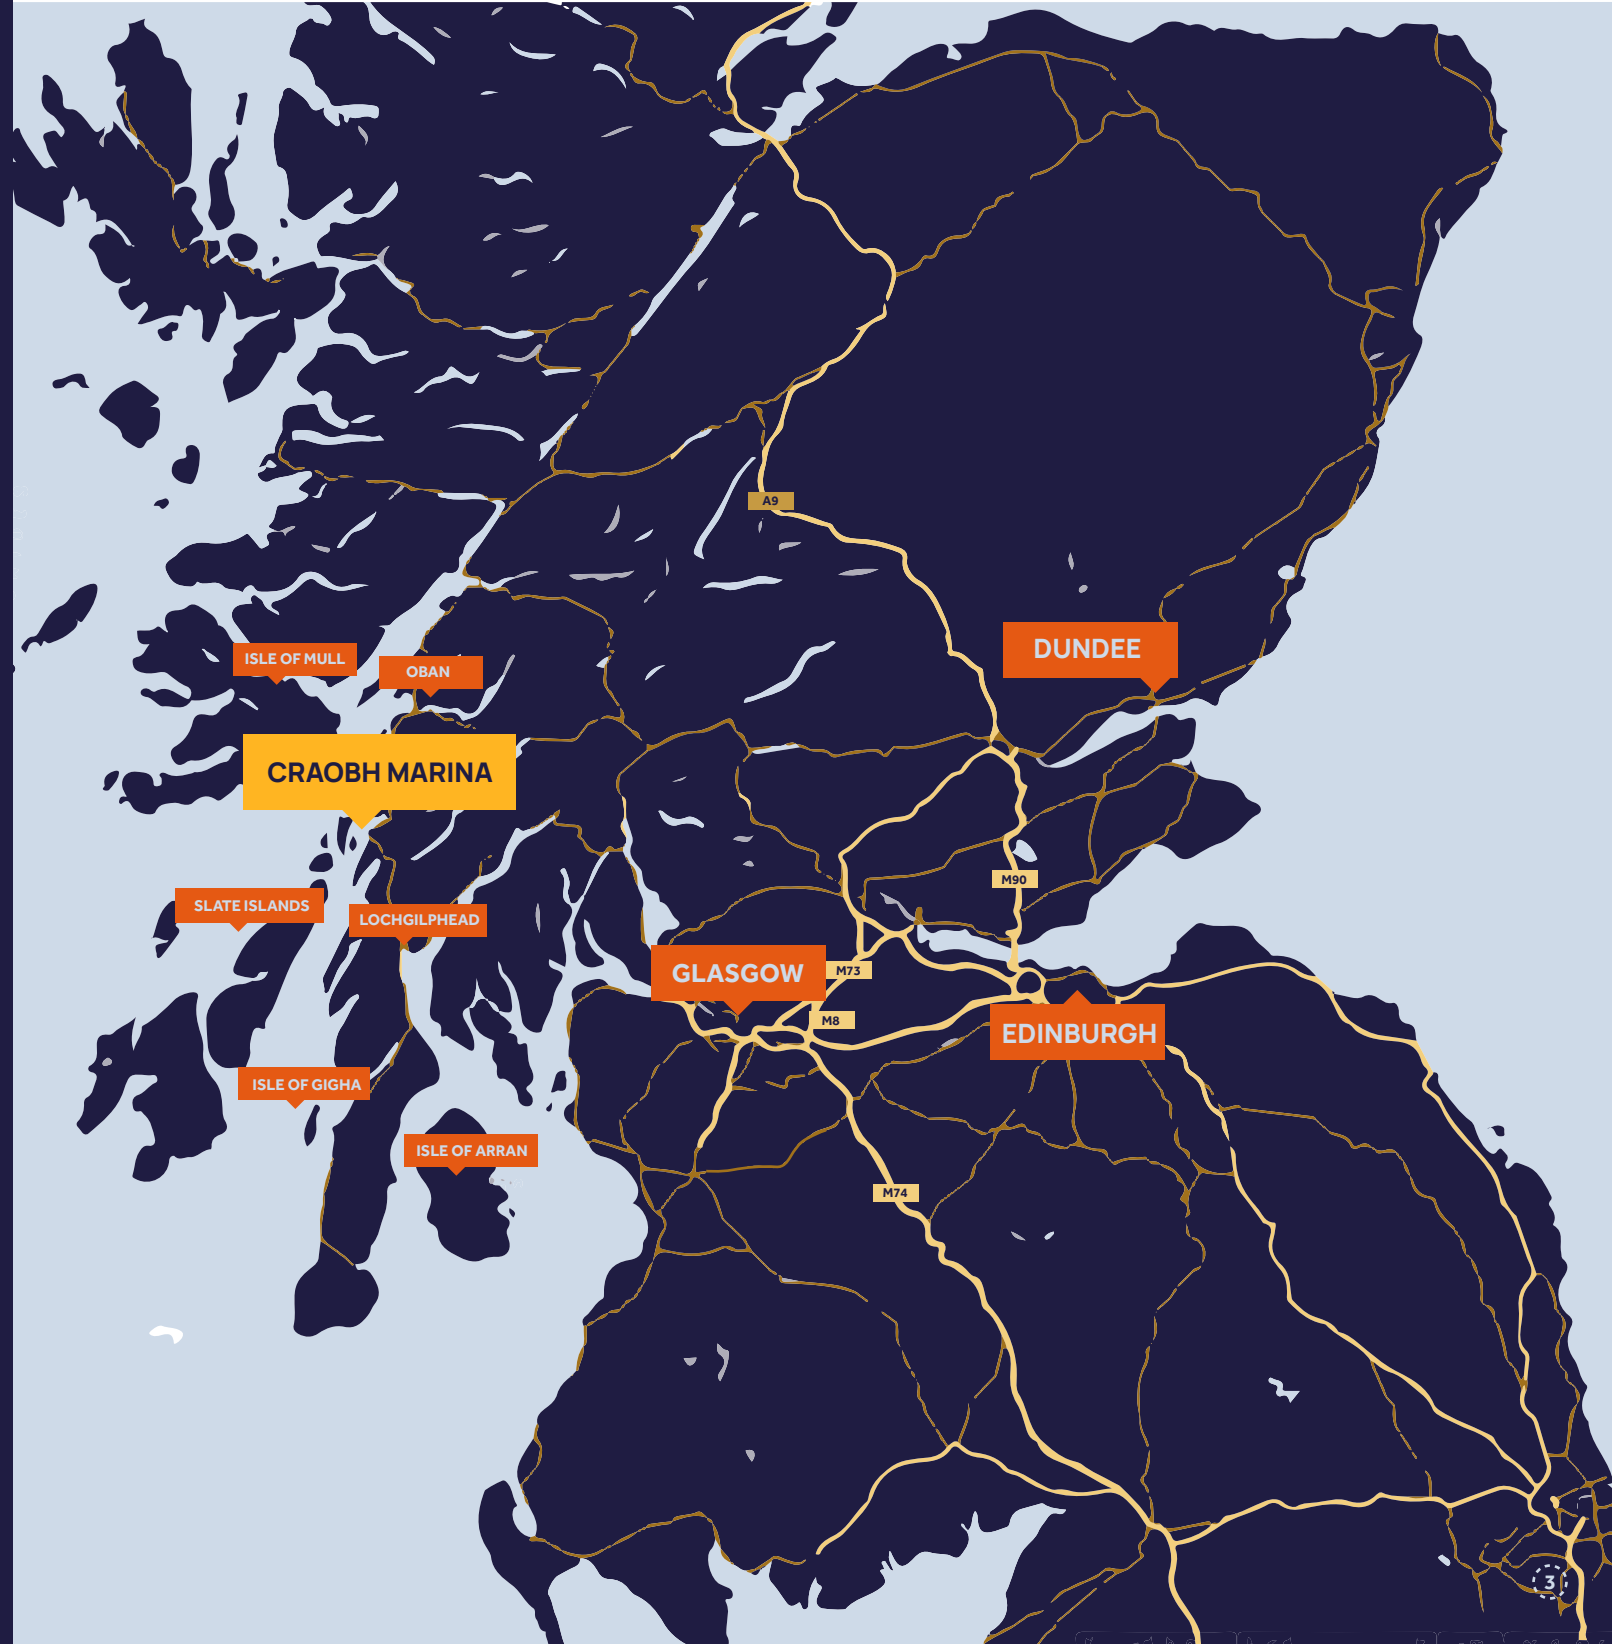 A9
DUNDEE
ISLE OF MULL
OBAN
CRAOBH MARINA
M90
SLATE ISLANDS
LOCHGILPHEAD
GLASGOW
M73
M8
EDINBURGH
ISLE OF GIGHA
ISLE OF ARRAN
M74
3